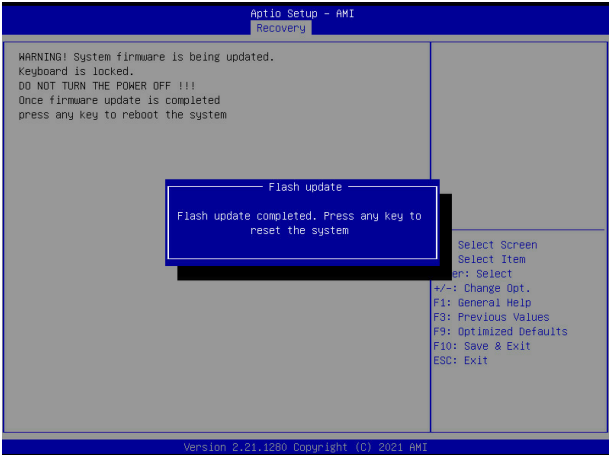 Aptio Setup – AMI
Recovery
WARNING! System firmware is being updated.
Keyboard is locked.
DO NOT TURN THE POWER OFF !!!
Once firmware update is completed
press any key to reboot the system
Flash update
Flash update completed. Press any key to
reset the system
Select Screen
Select Item
er: Select
+/-: Change Opt.
F1: General Help
F3: Previous Values
F9: Optimized Defaults
F10: Save & Exit
ESC: Exit
Version 2.21.1280 Copyright (C) 2021 AMI